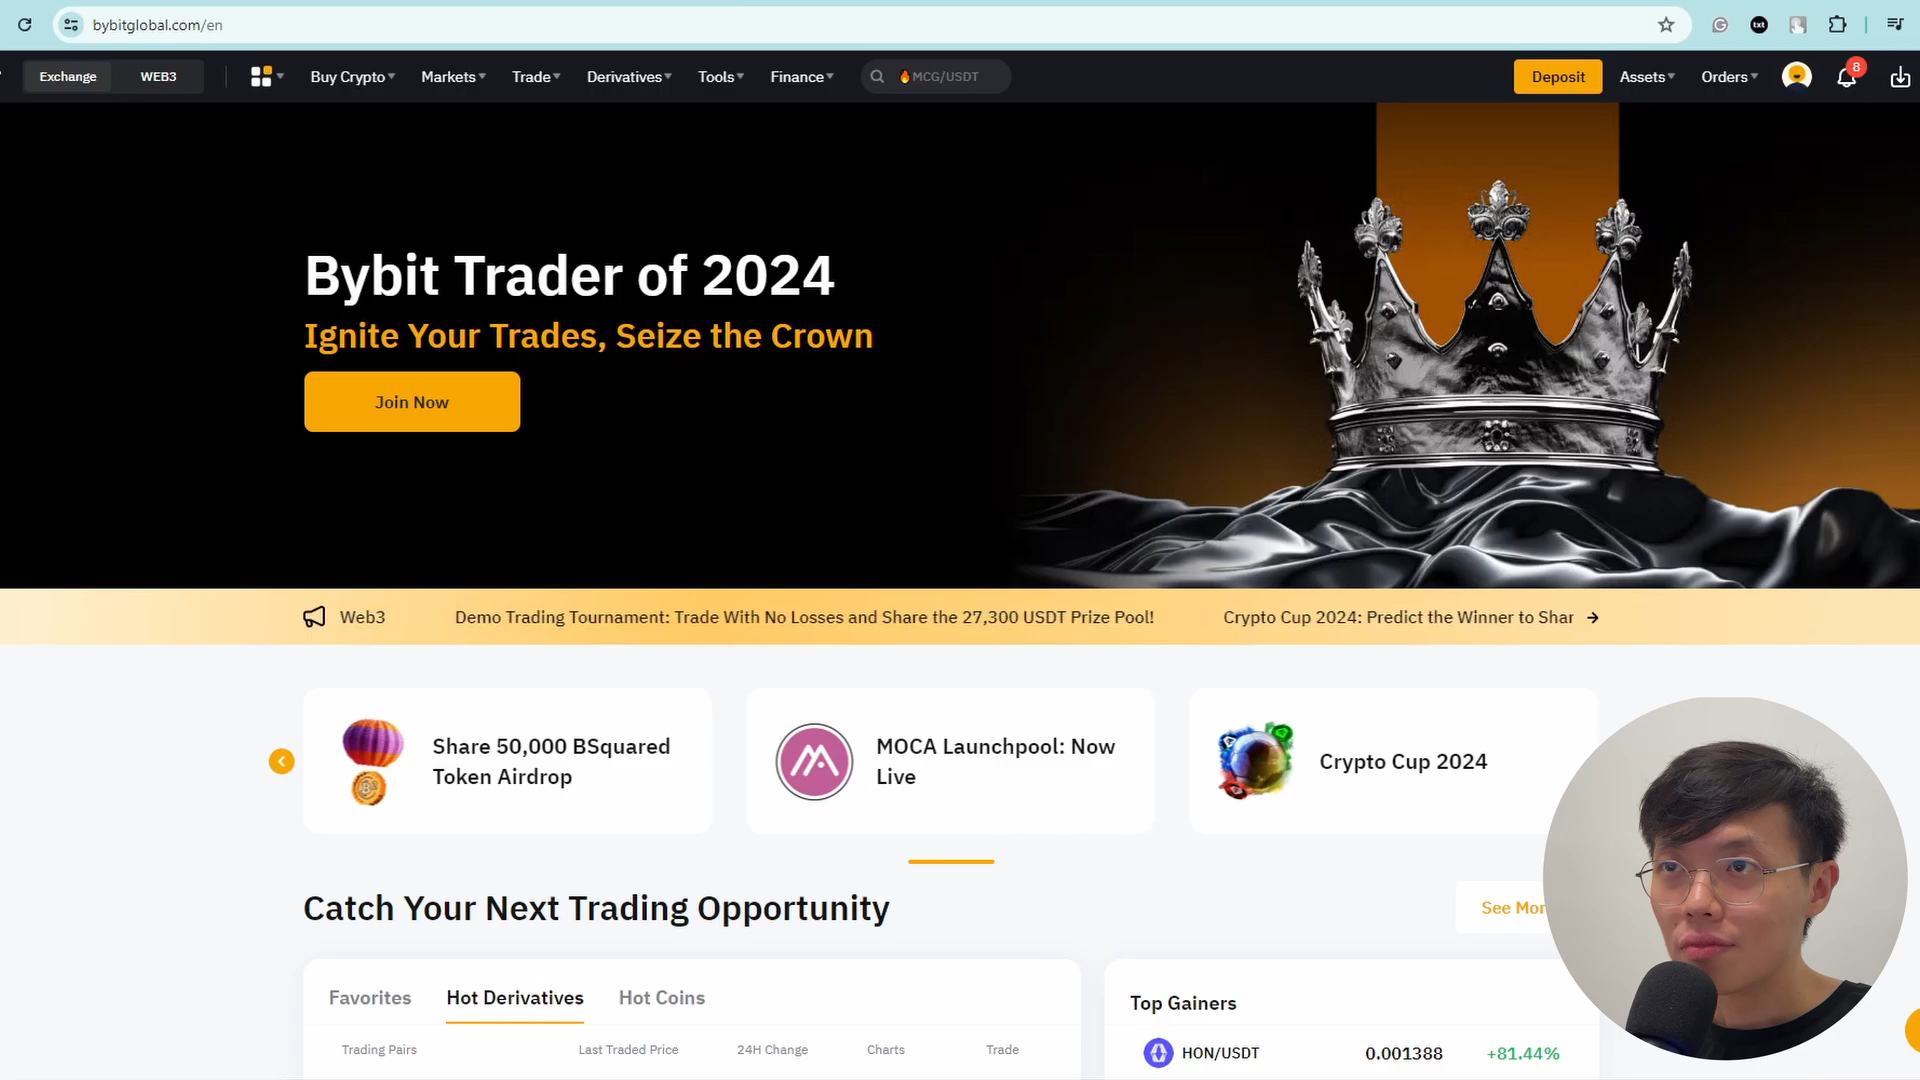 bybitglobal.com/en
txt
Exchange
WEB3
Buy Crypto
Markets
Trade
Derivatives
Tools
Finance
MCG/USDT
Deposit
Assets
Orders
8
Bybit Trader of 2024
Ignite Your Trades, Seize the Crown
Join Now
Web3
Demo Trading Tournament: Trade With No Losses and Share the 27,300 USDT Prize Pool!
Crypto Cup 2024: Predict the Winner to Shar
Share 50,000 BSquared
Token Airdrop
MOCA Launchpool: Now
Live
Crypto Cup 2024
Catch Your Next Trading Opportunity
See Mor
Favorites
Hot Derivatives
Hot Coins
Trading Pairs
Last Traded Price
24H Change
Charts
Trade
Top Gainers
HON/USDT
0.001388
+81.44%